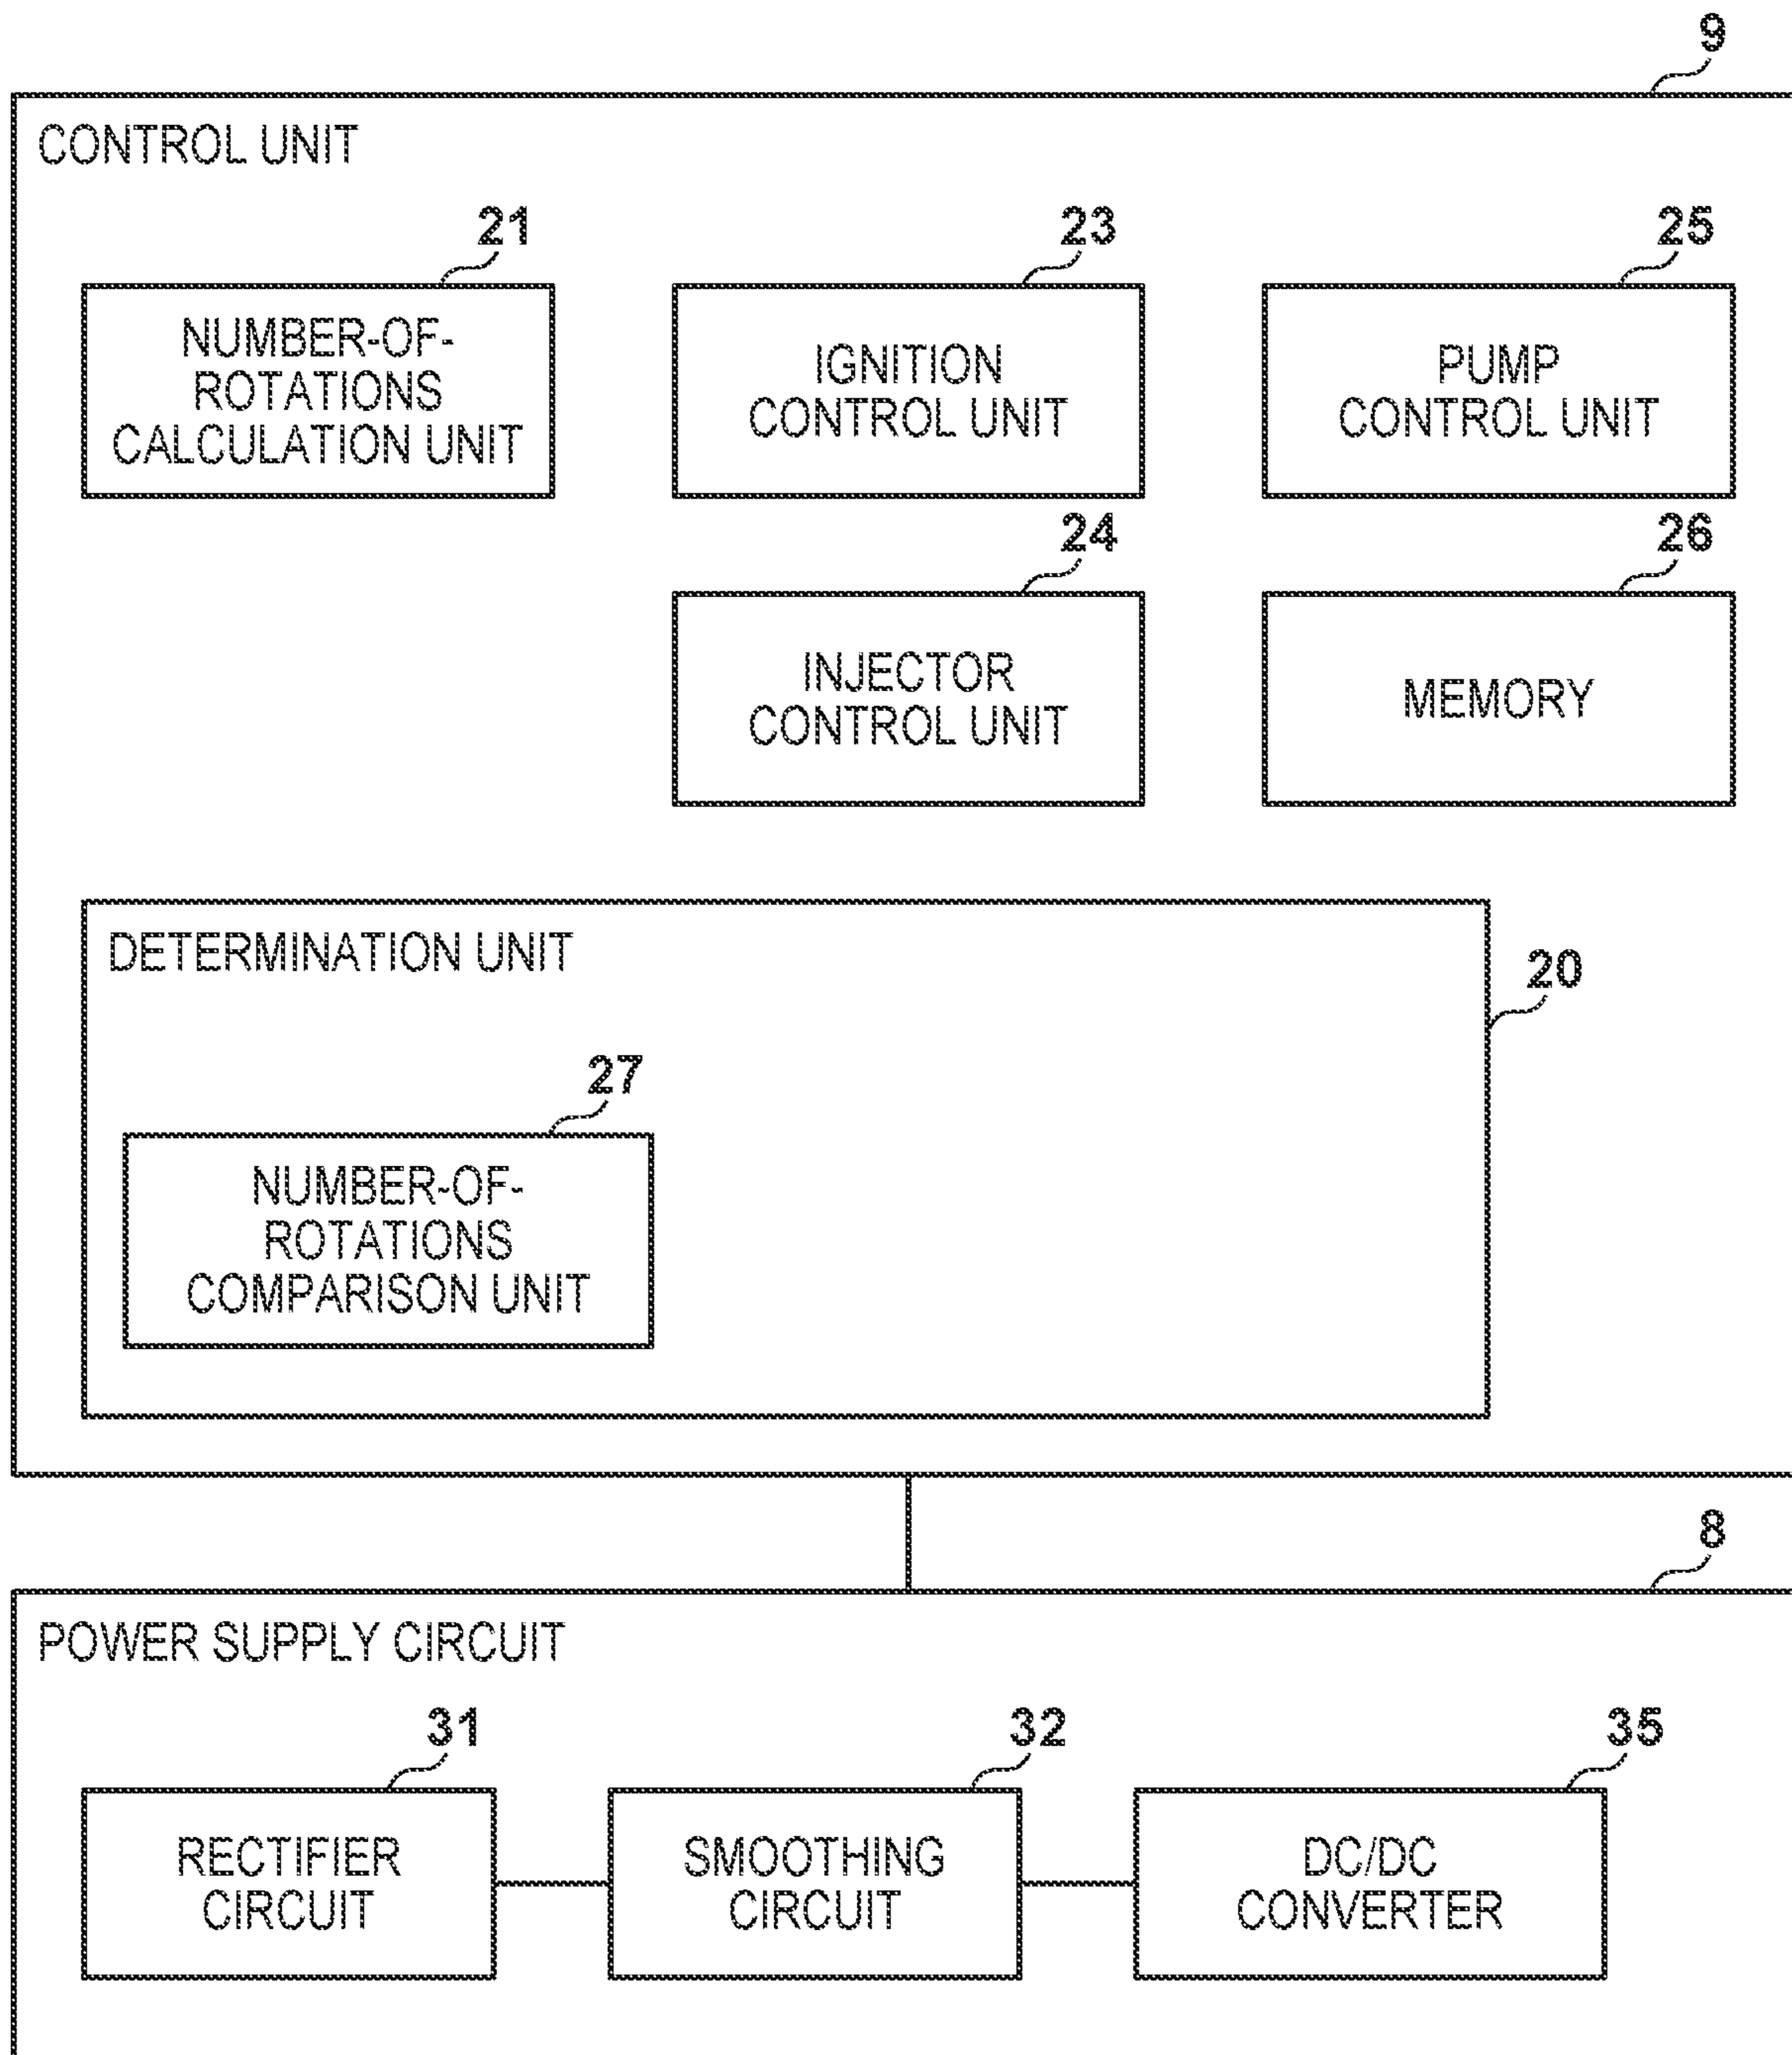 9
CONTROL UNIT
21
NUMBER-OF-
ROTATIONS
CALCULATION UNIT
23
IGNITION
CONTROL UNIT
25
PUMP
CONTROL UNIT
24
INJECTOR
CONTROL UNIT
26
MEMORY
DETERMINATION UNIT
20
27
NUMBER-OF-
ROTATIONS
COMPARISON UNIT
8
POWER SUPPLY CIRCUIT
31
RECTIFIER
CIRCUIT
32
SMOOTHING
CIRCUIT
35
DC/DC
CONVERTER